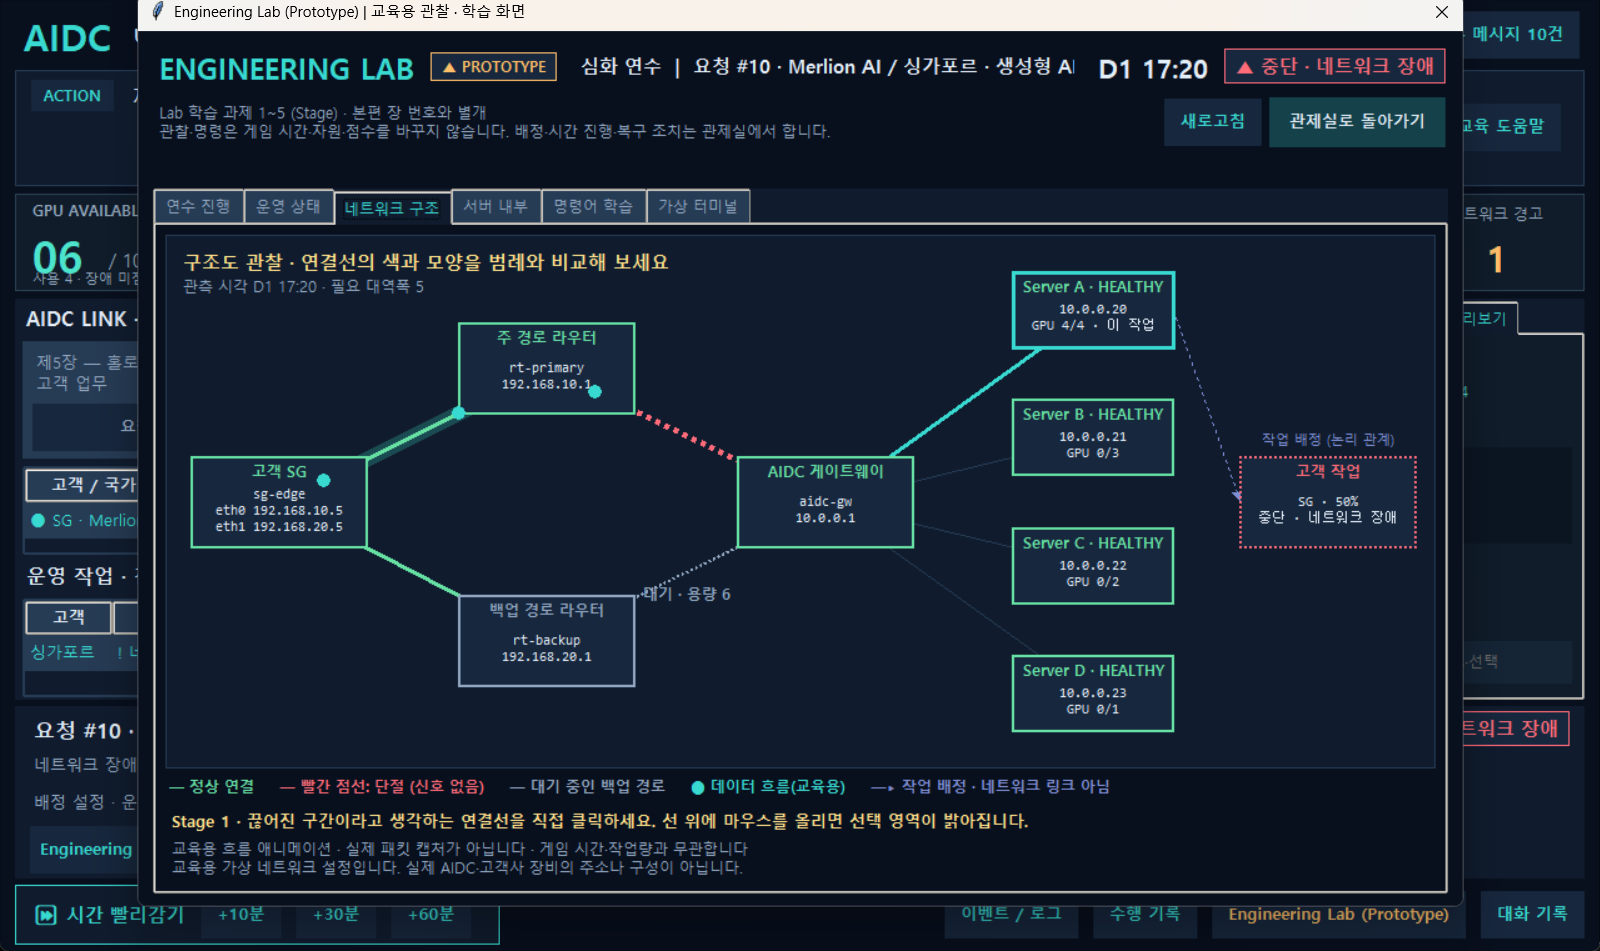 Engineering Lab (Prototype) | 교육용 관찰 · 학습 화면
AIDC
메시지 10건
ENGINEERING LAB
▲ PROTOTYPE
심화 연수 | 요청 #10 · Merlion AI / 싱가포르 · 생성형 AI
D1 17:20
▲ 중단 · 네트워크 장애
ACTION
Lab 학습 과제 1~5 (Stage) · 본편 장 번호와 별개
관찰·명령은 게임 시간·자원·점수를 바꾸지 않습니다. 배정·시간 진행·복구 조치는 관제실에서 합니다.
새로고침
관제실로 돌아가기
교육 도움말
연수 진행
운영 상태
네트워크 구조
서버 내부
명령어 학습
가상 터미널
GPU AVAILABL
06 / 10
사용 4 · 장애 미점
트워크 경고
1
구조도 관찰 · 연결선의 색과 모양을 범례와 비교해 보세요
관측 시각 D1 17:20 · 필요 대역폭 5
Server A · HEALTHY
10.0.0.20
GPU 4/4 · 이 작업
주 경로 라우터
rt-primary
192.168.10.1
Server B · HEALTHY
10.0.0.21
GPU 0/3
고객 SG
sg-edge
eth0 192.168.10.5
eth1 192.168.20.5
AIDC 게이트웨이
aidc-gw
10.0.0.1
작업 배정 (논리 관계)
고객 작업
SG · 50%
중단 · 네트워크 장애
Server C · HEALTHY
10.0.0.22
GPU 0/2
대기 · 용량 6
백업 경로 라우터
rt-backup
192.168.20.1
Server D · HEALTHY
10.0.0.23
GPU 0/1
AIDC LINK ·
제5장 — 홀로
고객 업무
요
고객 / 국가
SG · Merlio
운영 작업 ·
고객
싱가포르 ! 네
리보기
선택
— 정상 연결
— 빨간 점선: 단절 (신호 없음)
— 대기 중인 백업 경로
● 데이터 흐름(교육용)
—▸ 작업 배정 · 네트워크 링크 아님
Stage 1 · 끊어진 구간이라고 생각하는 연결선을 직접 클릭하세요. 선 위에 마우스를 올리면 선택 영역이 밝아집니다.
교육용 흐름 애니메이션 · 실제 패킷 캡처가 아닙니다 · 게임 시간·작업량과 무관합니다
교육용 가상 네트워크 설정입니다. 실제 AIDC·고객사 장비의 주소나 구성이 아닙니다.
요청 #10 ·
네트워크 장애
배정 설정 · 운
Engineering
트워크 장애
시간 빨리감기
+10분
+30분
+60분
이벤트 / 로그
수행 기록
Engineering Lab (Prototype)
대화 기록